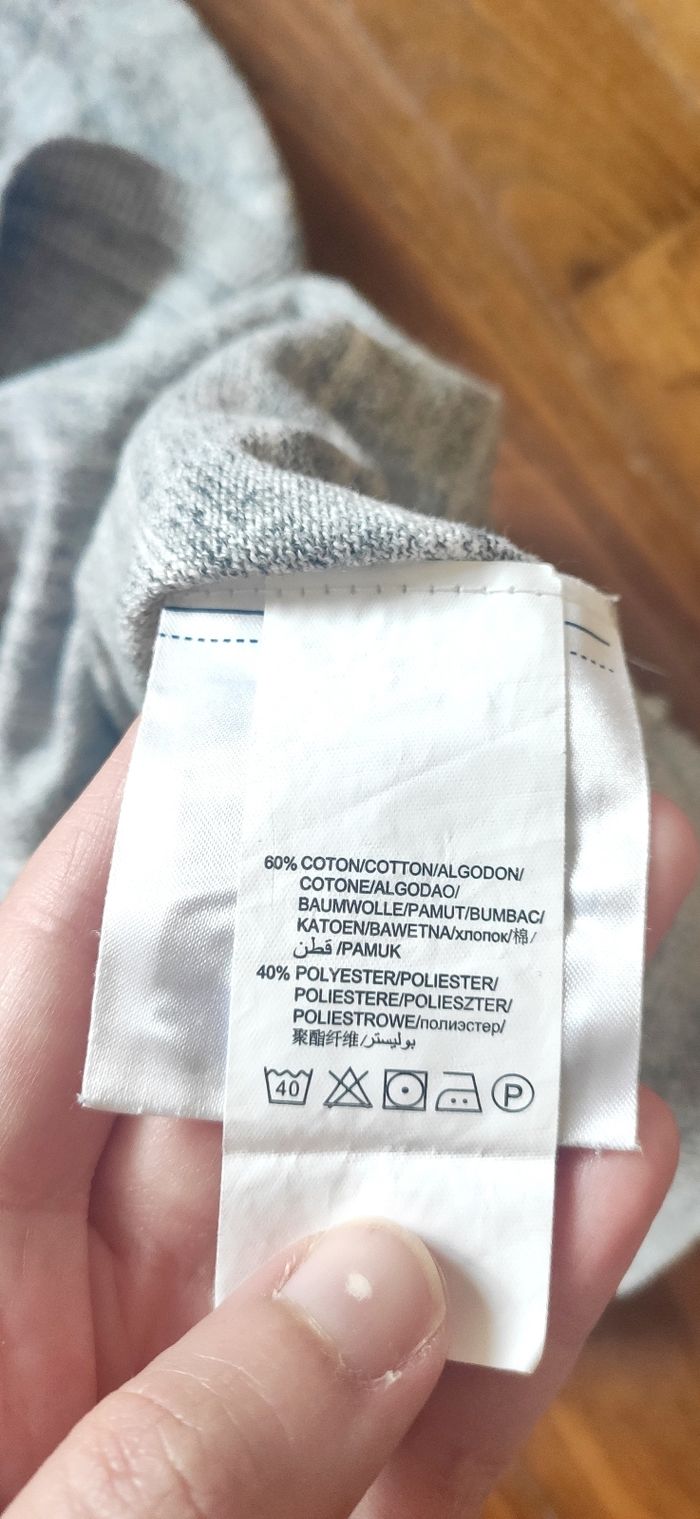 60% COTON/COTTON/ALGODON/
COTONE/ALGODAO/
BAUMWOLLE/PAMUT/BUMBAC/
KATOEN/BAWETNA/хлопок/棉/
قطن /PAMUK
40% POLYESTER/POLIESTER/
POLIESTERE/POLIESZTER/
POLIESTROWE/полиэстер/
聚酯纤维/بوليستر
40 P